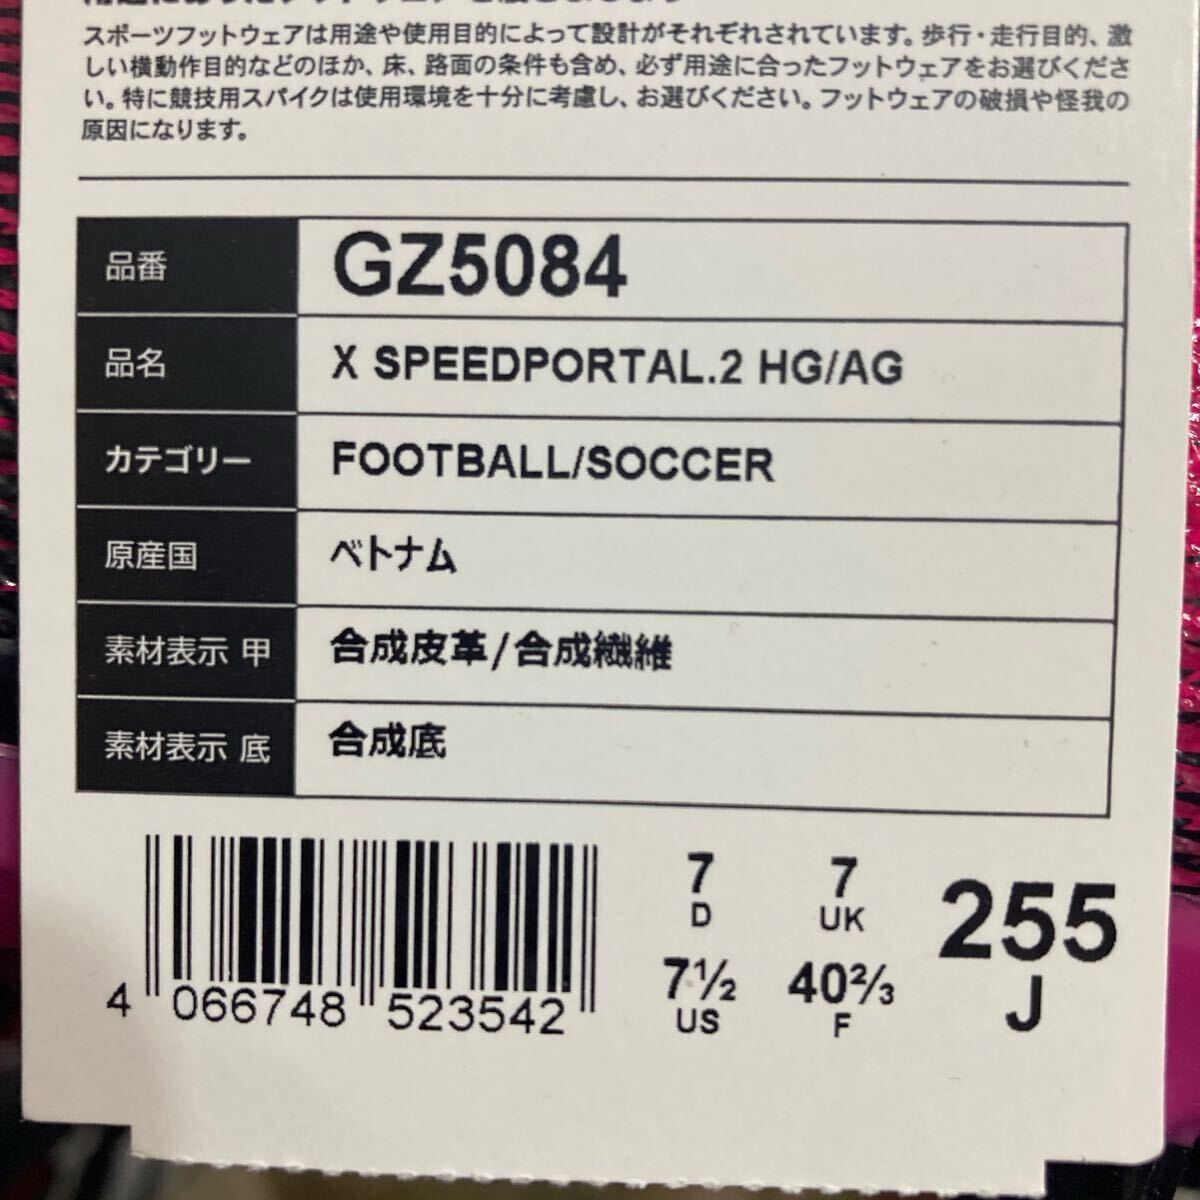 スポーツフットウェアは用途や使用目的によって設計がそれぞれされています。歩行・走行目的、激
しい横動作目的などのほか、床、路面の条件も含め、必ず用途に合ったフットウェアをお選びくださ
い。特に競技用スパイクは使用環境を十分に考慮し、お選びください。フットウェアの破損や怪我の
原因になります。
品番 GZ5084
品名 X SPEEDPORTAL.2 HG/AG
カテゴリー FOOTBALL/SOCCER
原産国 ベトナム
素材表示 甲 合成皮革/合成繊維
素材表示 底 合成底
7 7 255
D UK
7½ 40⅔ J
US F
4 066748 523542